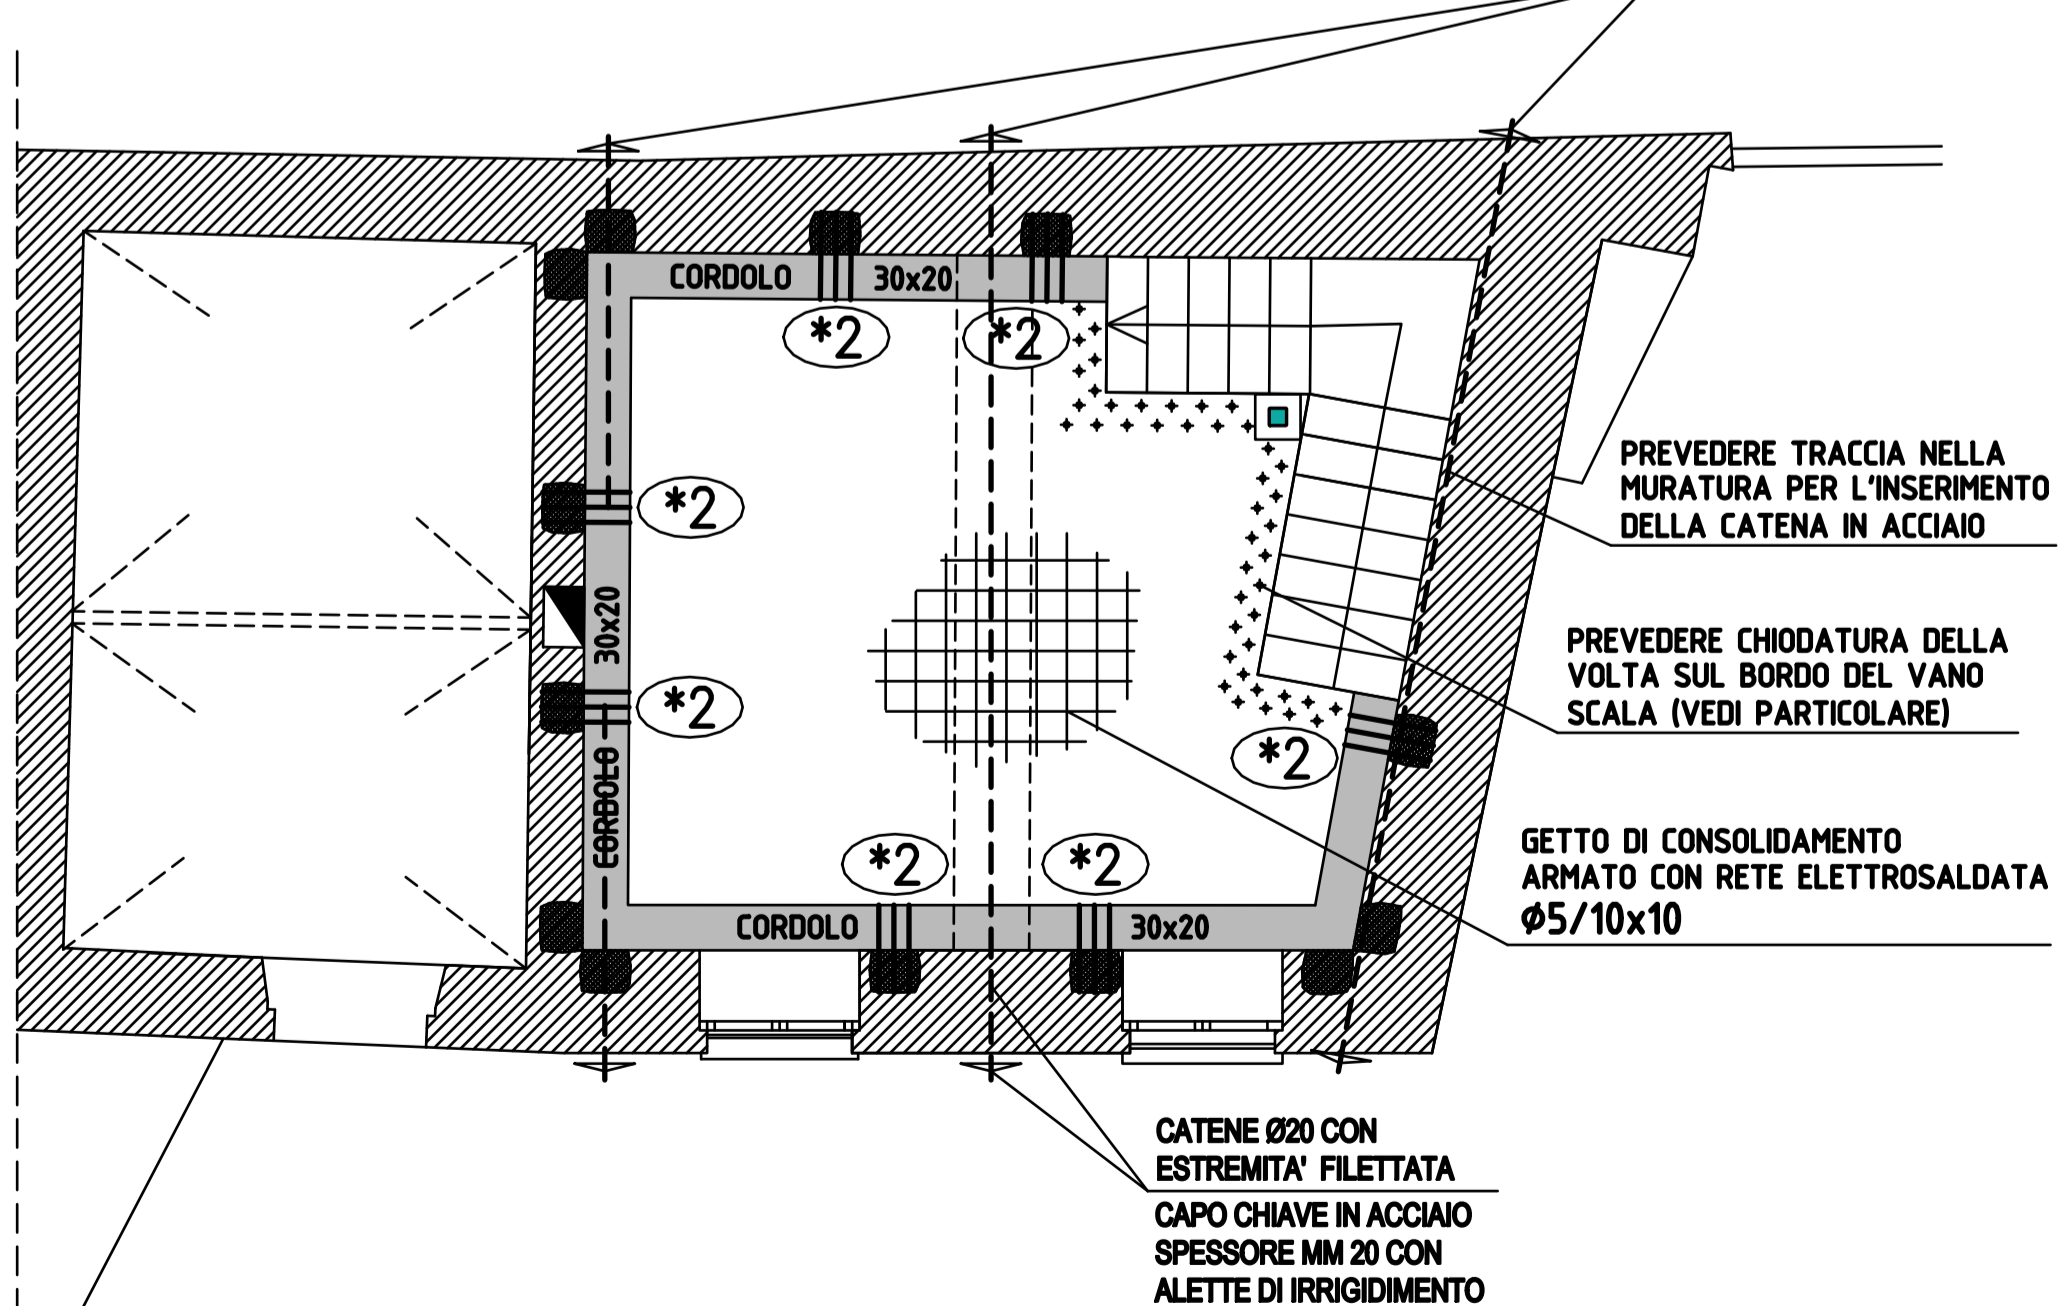 CORDOLO 30x20
*2 *2
PREVEDERE TRACCIA NELLA
MURATURA PER L'INSERIMENTO
DELLA CATENA IN ACCIAIO
*2
30x20
PREVEDERE CHIODATURA DELLA
VOLTA SUL BORDO DEL VANO
SCALA (VEDI PARTICOLARE)
*2
*2
CORDOLO
GETTO DI CONSOLIDAMENTO
ARMATO CON RETE ELETTROSALDATA
φ5/10x10
*2 *2
CORDOLO 30x20
CATENE Ø20 CON
ESTREMITA' FILETTATA
CAPO CHIAVE IN ACCIAIO
SPESSORE MM 20 CON
ALETTE DI IRRIGIDIMENTO